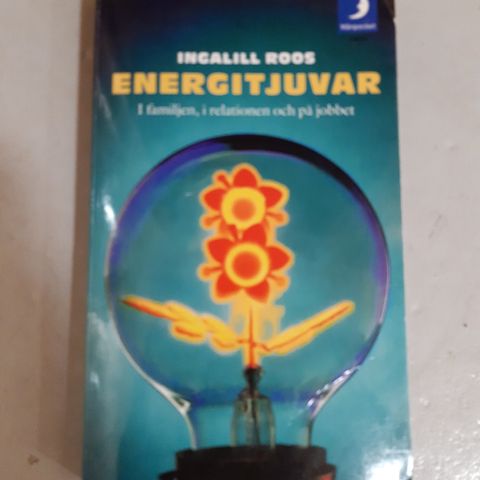 INGALILL ROOS
ENERGITJUVAR
I familjen, i relationen och på jobbet